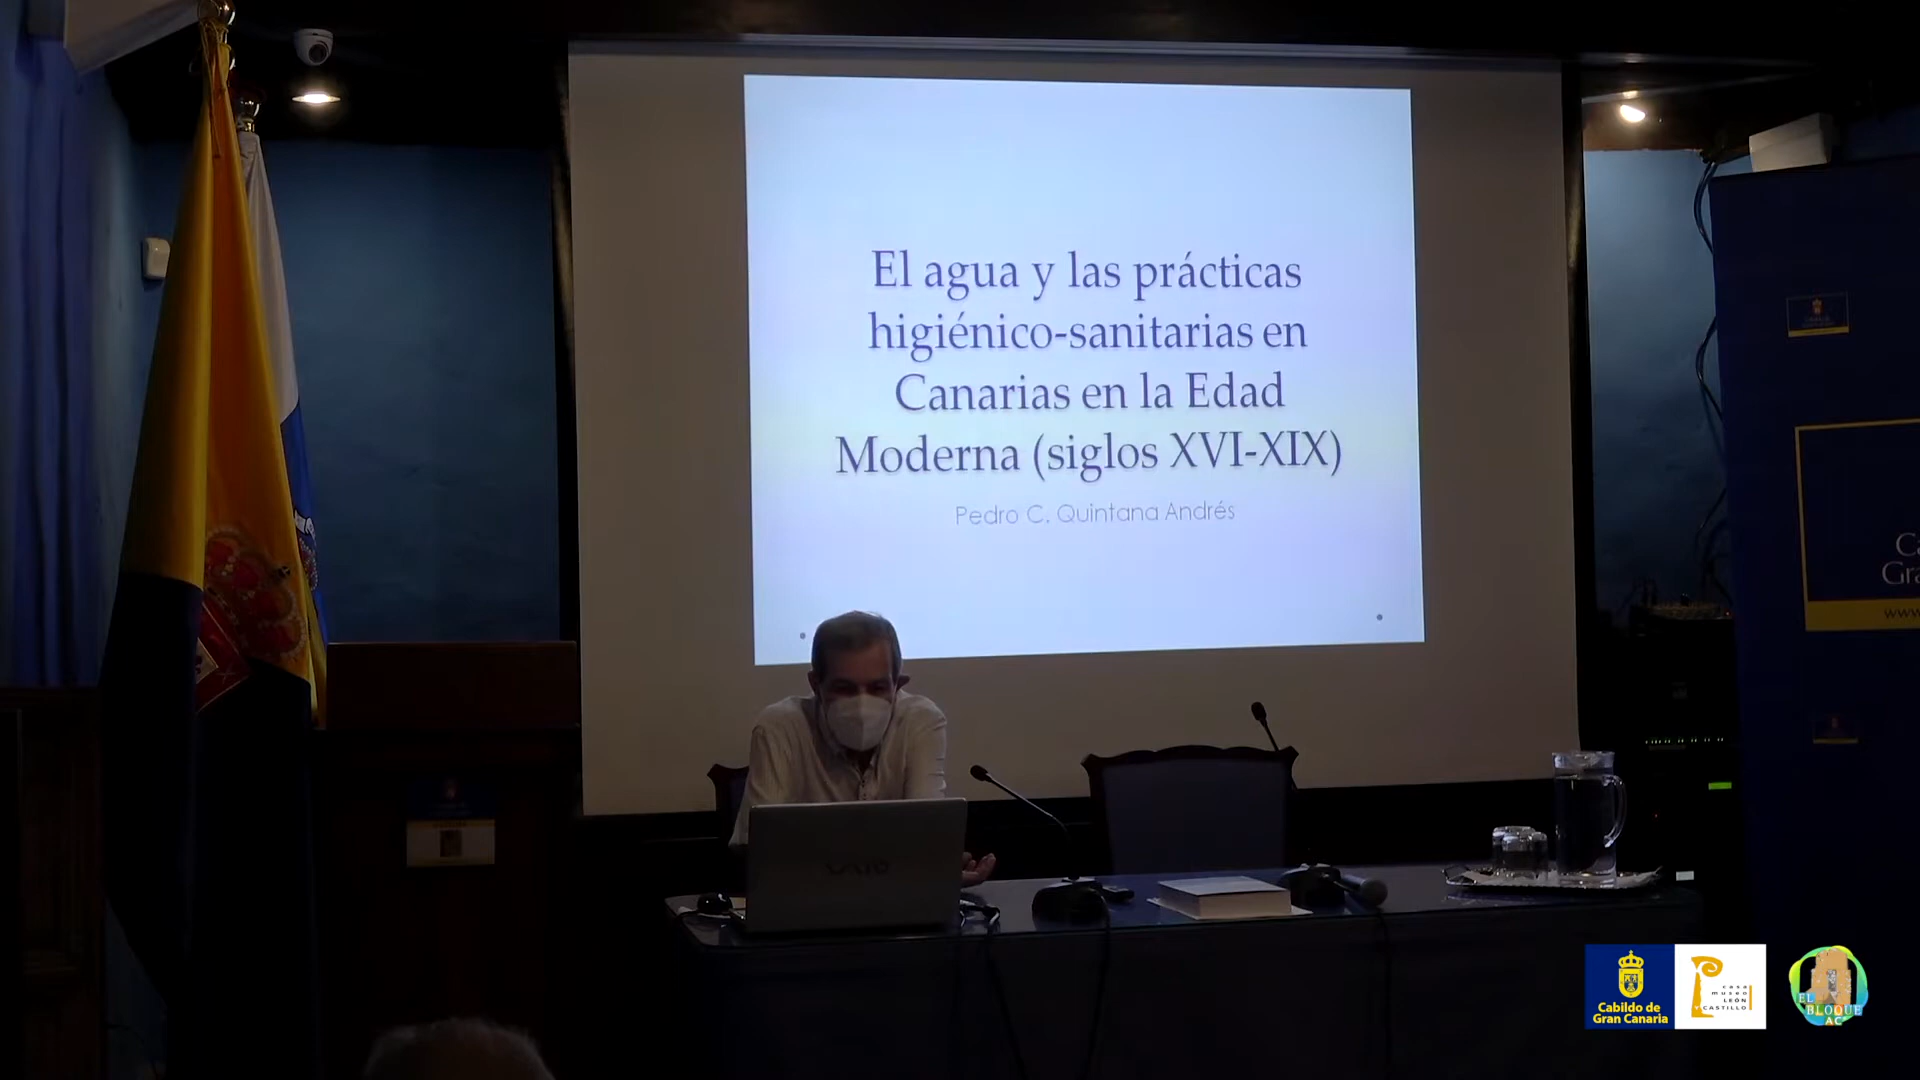 El agua y las prácticas
higiénico-sanitarias en
Canarias en la Edad
Moderna (siglos XVI-XIX)
Pedro C. Quintana Andrés
VAIO
www
Cabildo de
Gran Canaria
casa
museo
LEÓN
Y CASTILLO
EL
BLOQUE
AC